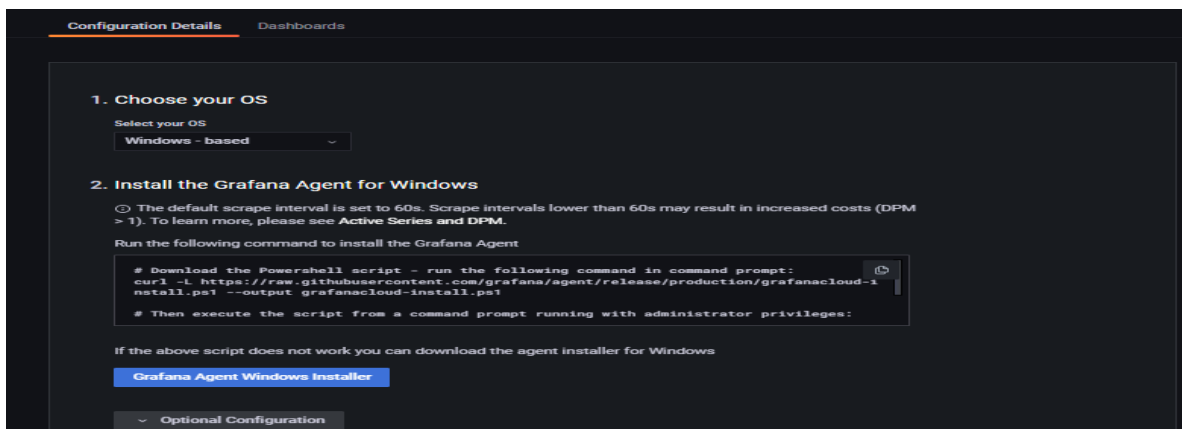 Configuration Details Dashboards
1. Choose your OS
Select your OS
Windows - based
2. Install the Grafana Agent for Windows
The default scrape interval is set to 60s. Scrape intervals lower than 60s may result in increased costs (DPM
> 1). To learn more, please see Active Series and DPM.
Run the following command to install the Grafana Agent
# Download the Powershell script - run the following command in command prompt:
curl -L https://raw.githubusercontent.com/grafana/agent/release/production/grafanacloud-i
nstall.ps1 --output grafanacloud-install.ps1
# Then execute the script from a command prompt running with administrator privileges:
If the above script does not work you can download the agent installer for Windows
Grafana Agent Windows Installer
Optional Configuration